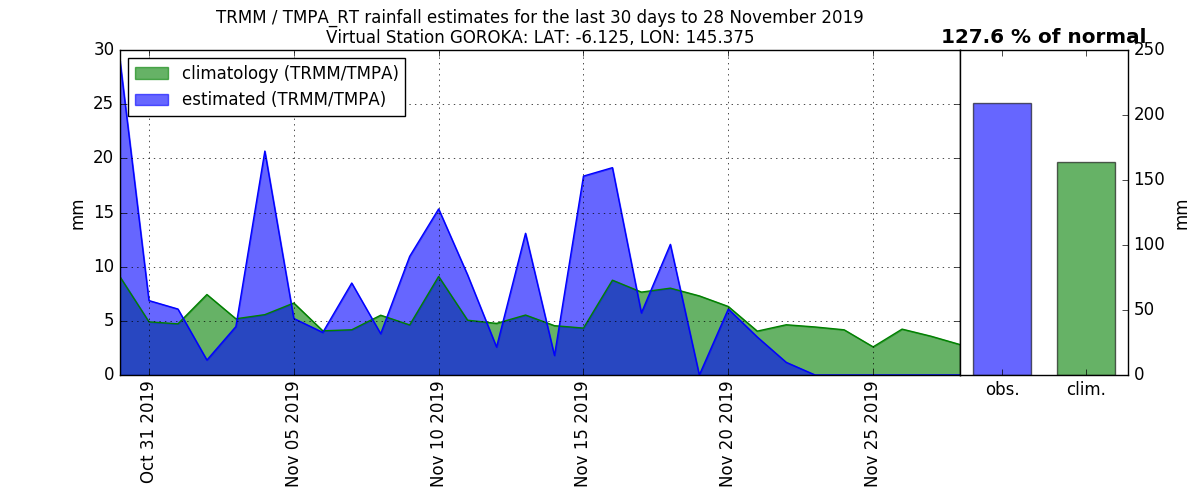 TRMM / TMPA_RT rainfall estimates for the last 30 days to 28 November 2019
Virtual Station GOROKA: LAT: -6.125, LON: 145.375
127.6 % of normal
climatology (TRMM/TMPA)
estimated (TRMM/TMPA)
30
25
20
15
10
5
0
mm
Oct 31 2019
Nov 05 2019
Nov 10 2019
Nov 15 2019
Nov 20 2019
Nov 25 2019
250
200
150
100
50
0
mm
obs.
clim.